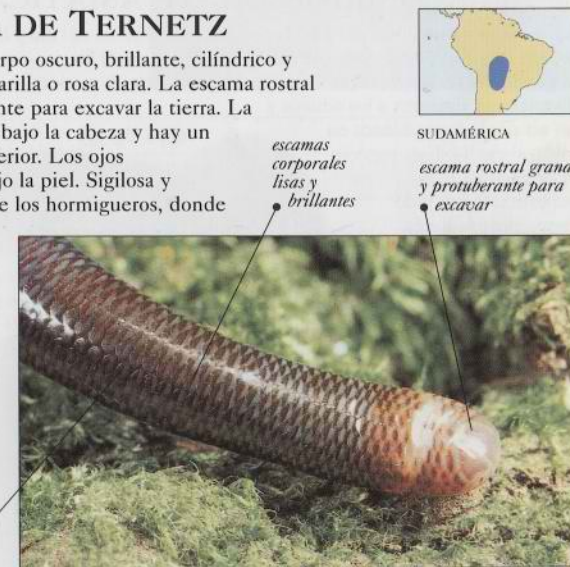 DE TERNETZ
rpo oscuro, brillante, cilíndrico y
arilla o rosa clara. La escama rostral
nte para excavar la tierra. La
bajo la cabeza y hay un
erior. Los ojos
jo la piel. Sigilosa y
e los hormigueros, donde
escamas
corporales
lisas y
brillantes
SUDAMÉRICA
escama rostral grand
y protuberante para
excavar